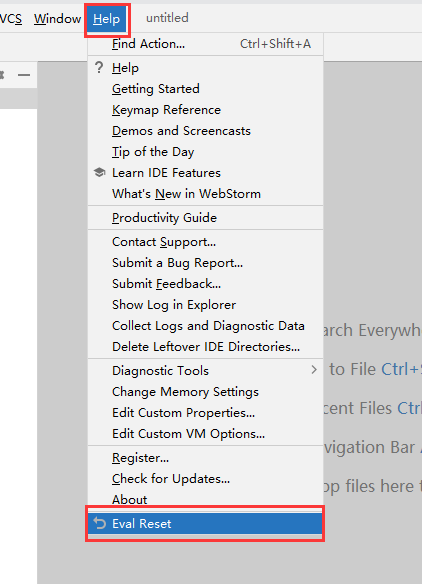 VCS Window Help untitled
Find Action... Ctrl+Shift+A
? Help
Getting Started
Keymap Reference
Demos and Screencasts
Tip of the Day
Learn IDE Features
What's New in WebStorm
Productivity Guide
Contact Support...
Submit a Bug Report...
Submit Feedback...
Show Log in Explorer
arch Everywh
Collect Logs and Diagnostic Data
Delete Leftover IDE Directories...
Diagnostic Tools
to File Ctrl+
Change Memory Settings
Edit Custom Properties...
cent Files Ctr
Edit Custom VM Options...
vigation Bar
Register...
Check for Updates...
op files here t
About
Eval Reset